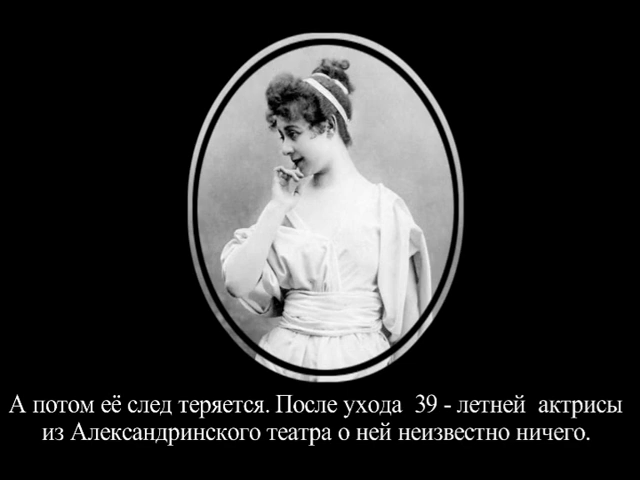 А потом её след теряется. После ухода 39 - летней актрисы
из Александринского театра о ней неизвестно ничего.